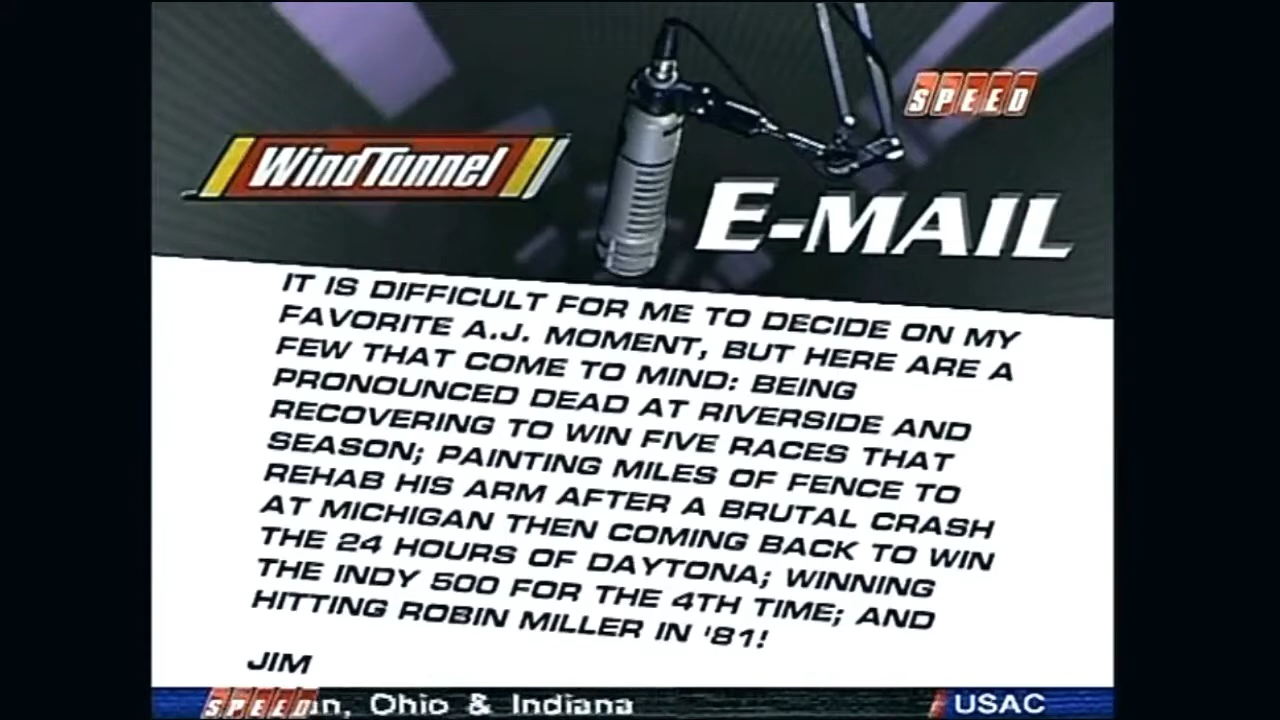 SPEED
WindTunnel
E-MAIL
IT IS DIFFICULT FOR ME TO DECIDE ON MY
FAVORITE A.J. MOMENT, BUT HERE ARE A
FEW THAT COME TO MIND: BEING
PRONOUNCED DEAD AT RIVERSIDE AND
RECOVERING TO WIN FIVE RACES THAT
SEASON; PAINTING MILES OF FENCE TO
REHAB HIS ARM AFTER A BRUTAL CRASH
AT MICHIGAN THEN COMING BACK TO WIN
THE 24 HOURS OF DAYTONA; WINNING
THE INDY 500 FOR THE 4TH TIME; AND
HITTING ROBIN MILLER IN '81!
JIM
SPEED , Ohio & Indiana USAC